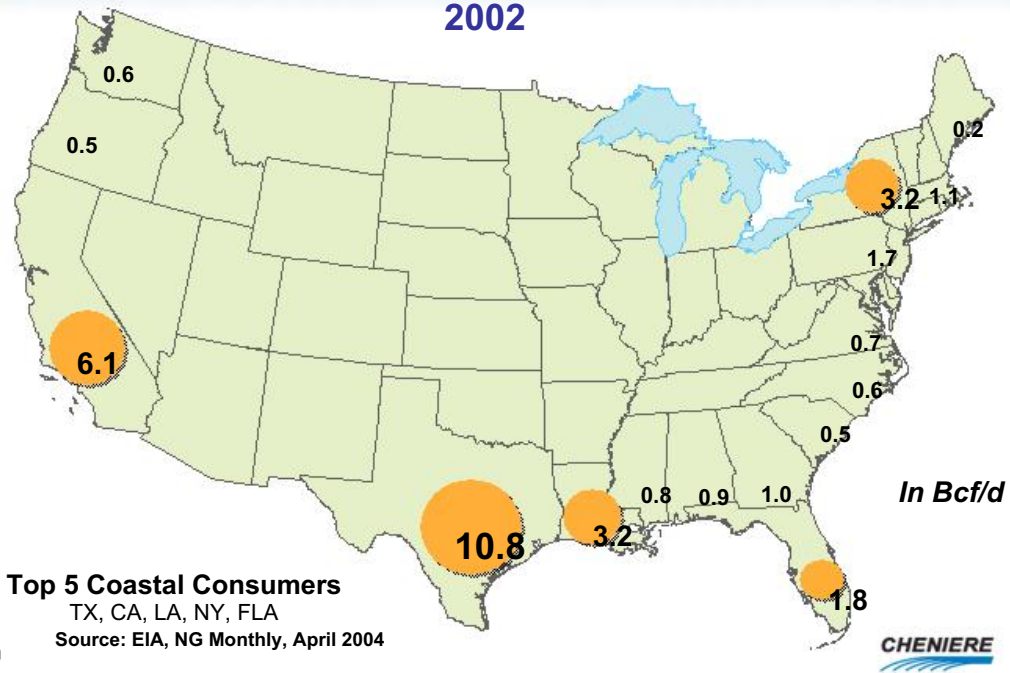 2002
0.6
0.5
0.2
3.2 1.1
1.7
6.1
0.7
0.6
0.5
0.8 0.9 1.0
In Bcf/d
10.8
3.2
1.8
Top 5 Coastal Consumers
TX, CA, LA, NY, FLA
Source: EIA, NG Monthly, April 2004
CHENIERE